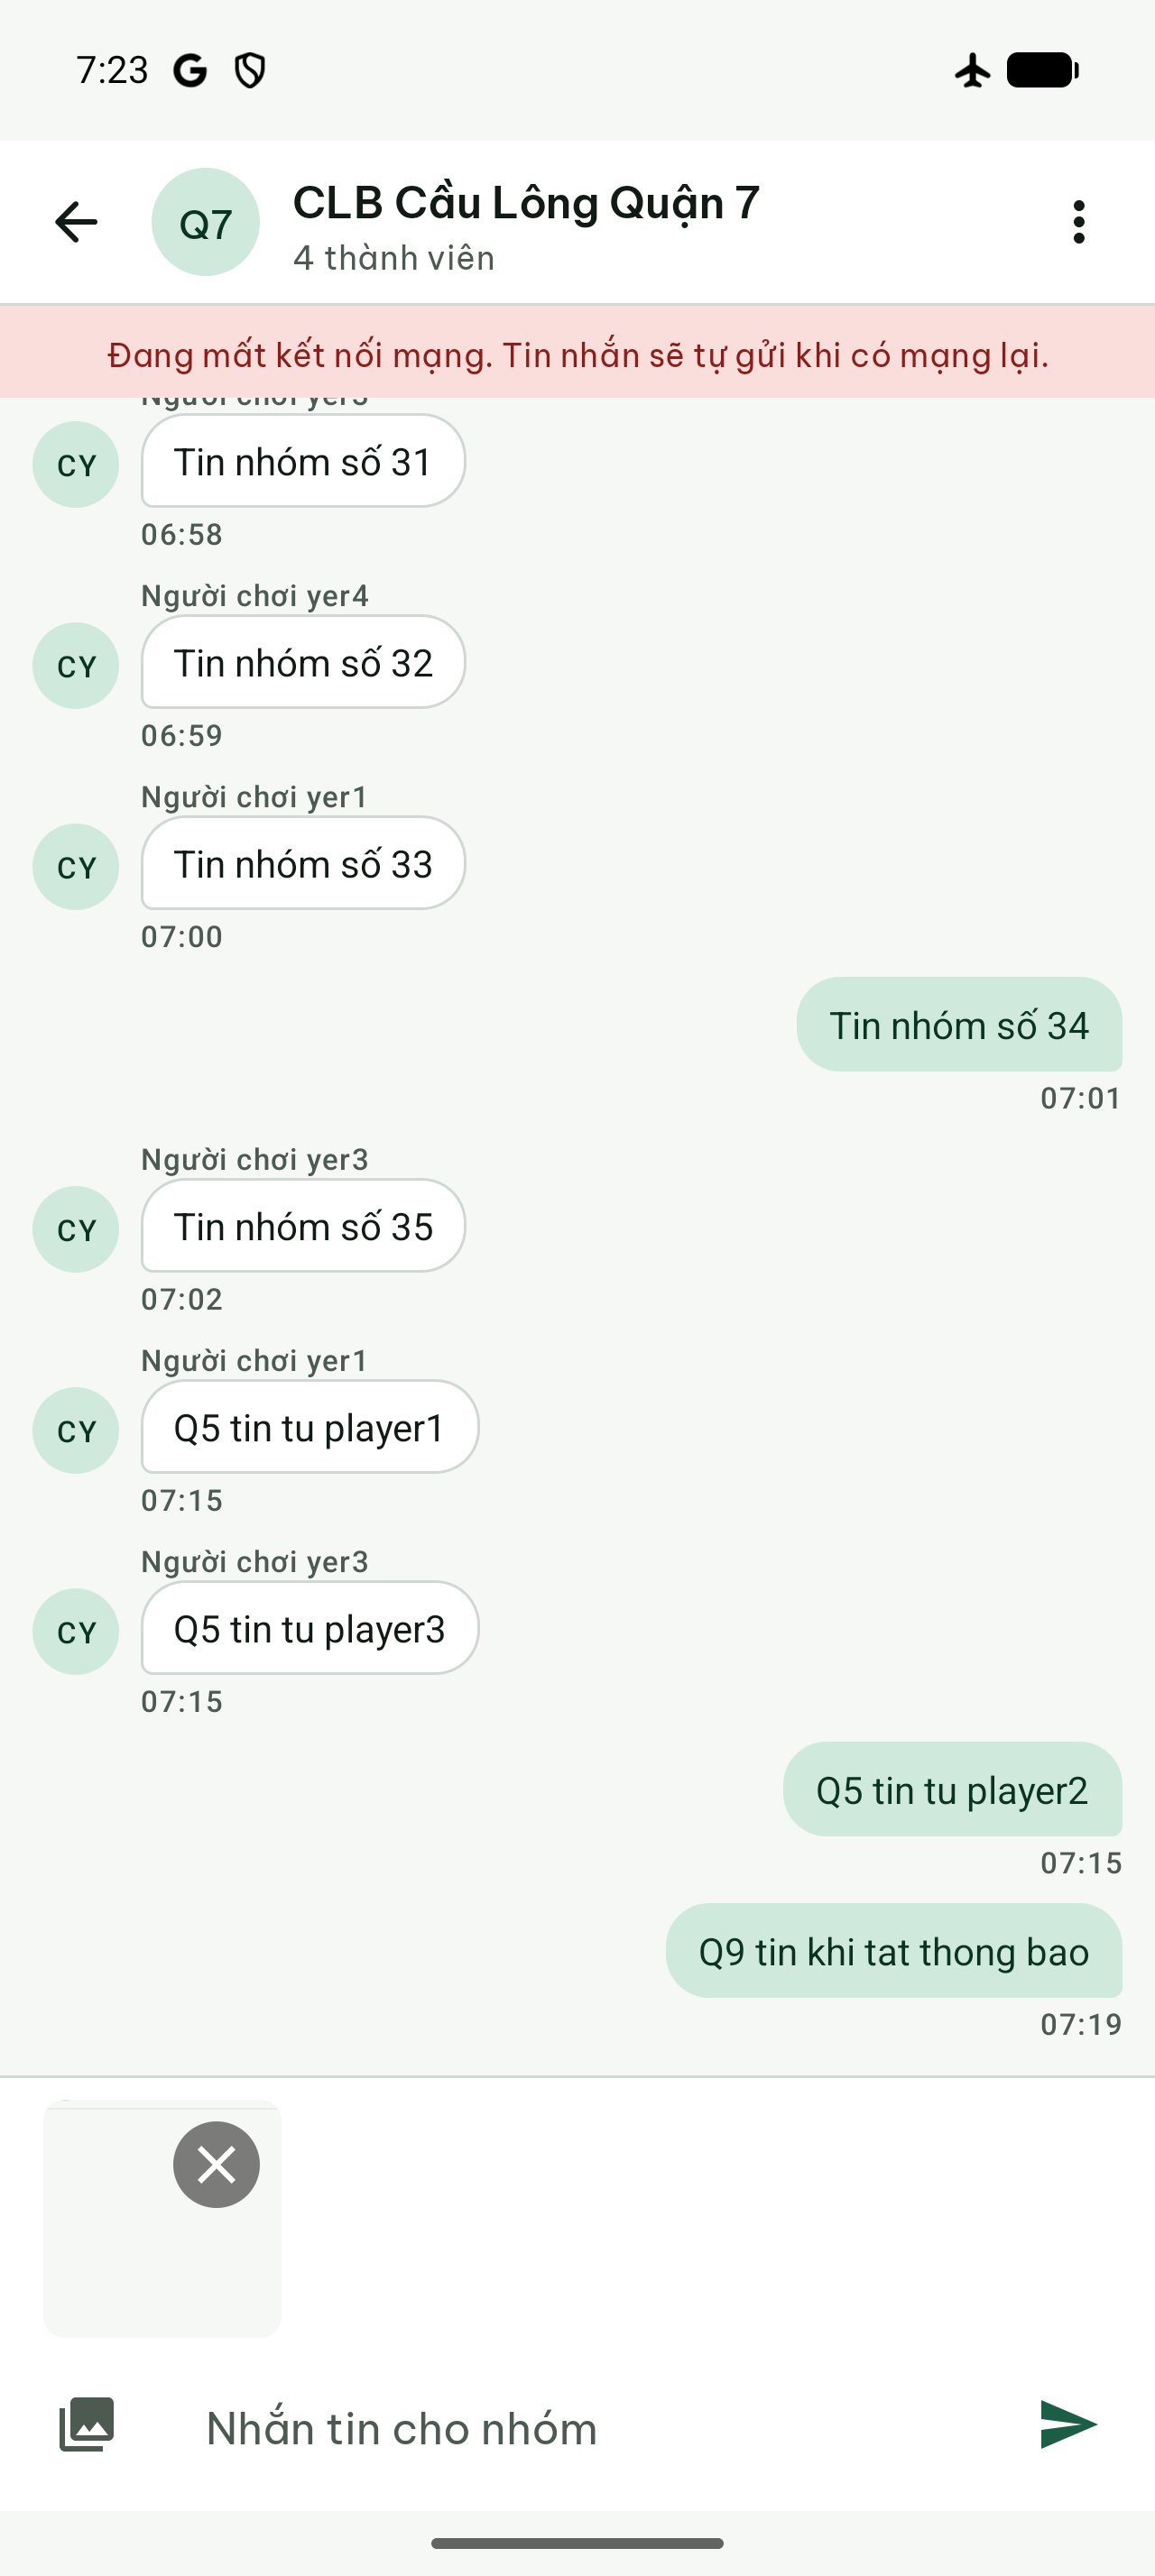 7:23
Q7
CLB Cầu Lông Quận 7
4 thành viên
Đang mất kết nối mạng. Tin nhắn sẽ tự gửi khi có mạng lại.
CY
Tin nhóm số 31
06:58
Người chơi yer4
CY
Tin nhóm số 32
06:59
Người chơi yer1
CY
Tin nhóm số 33
07:00
Tin nhóm số 34
07:01
Người chơi yer3
CY
Tin nhóm số 35
07:02
Người chơi yer1
CY
Q5 tin tu player1
07:15
Người chơi yer3
CY
Q5 tin tu player3
07:15
Q5 tin tu player2
07:15
Q9 tin khi tat thong bao
07:19
Nhắn tin cho nhóm